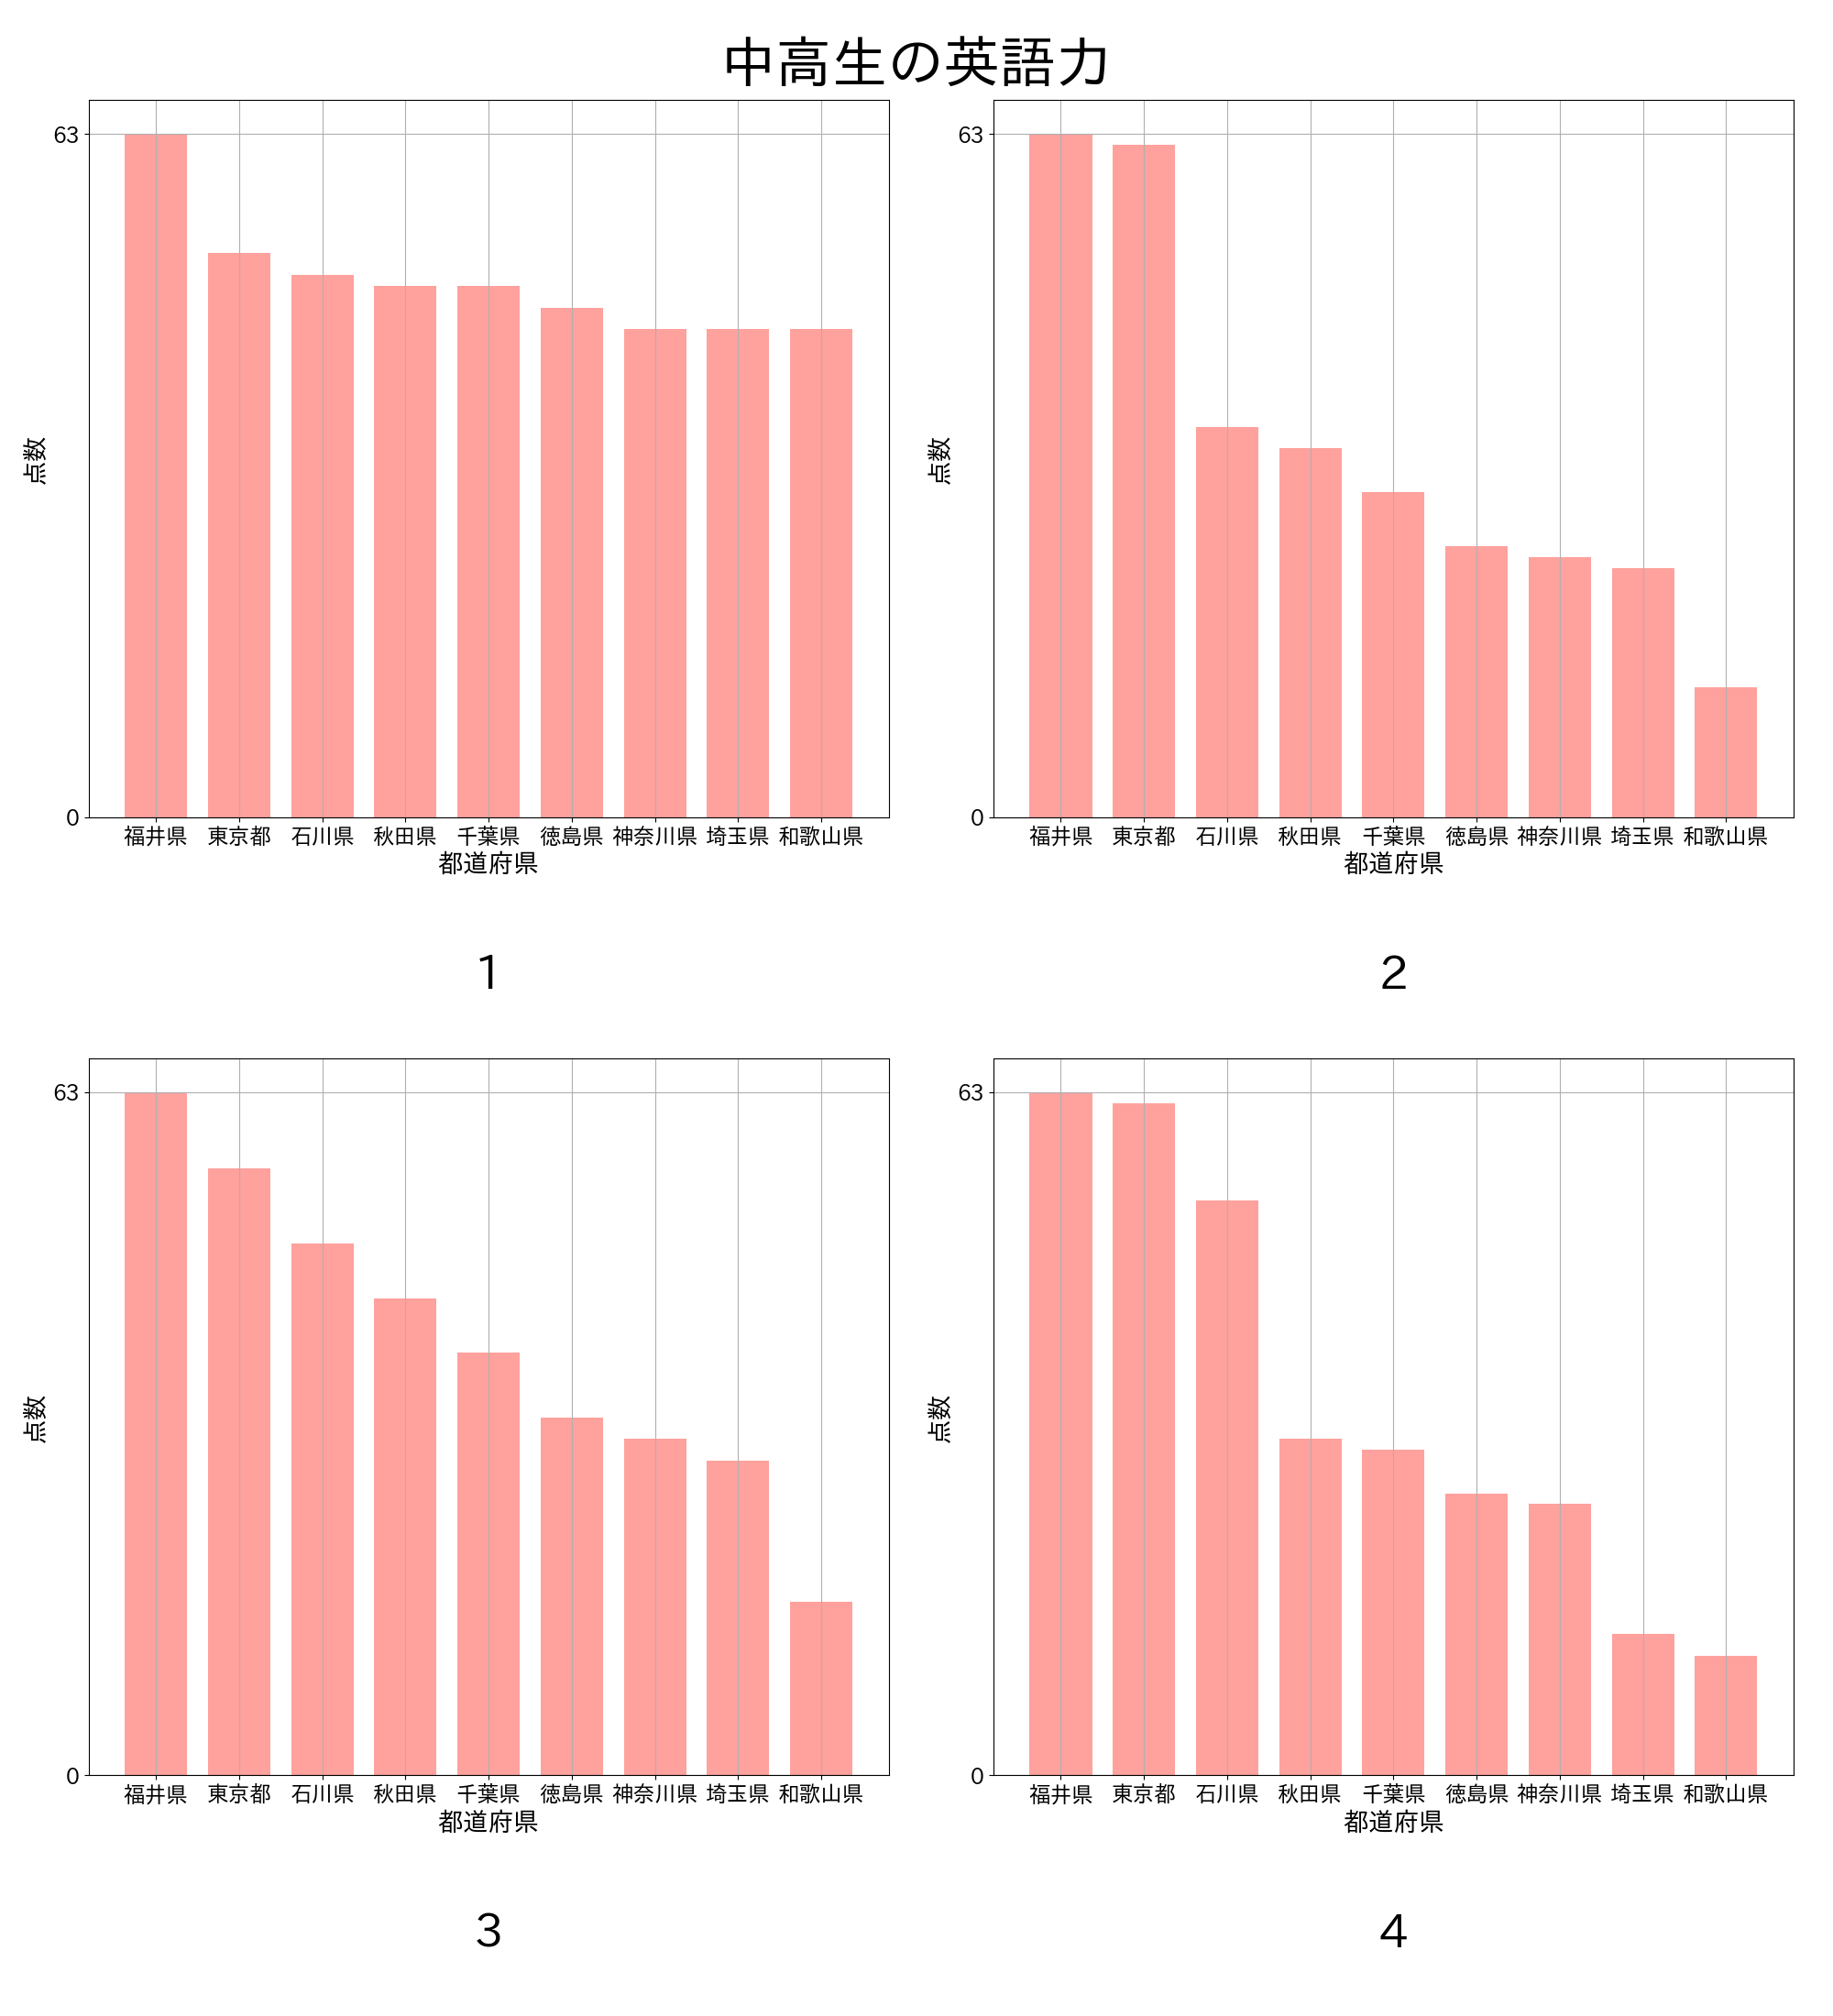 中高生の英語力
63
0
点数
福井県 東京都 石川県 秋田県 千葉県 徳島県 神奈川県 埼玉県 和歌山県
都道府県
1
63
0
点数
福井県 東京都 石川県 秋田県 千葉県 徳島県 神奈川県 埼玉県 和歌山県
都道府県
2
63
0
点数
福井県 東京都 石川県 秋田県 千葉県 徳島県 神奈川県 埼玉県 和歌山県
都道府県
3
63
0
点数
福井県 東京都 石川県 秋田県 千葉県 徳島県 神奈川県 埼玉県 和歌山県
都道府県
4